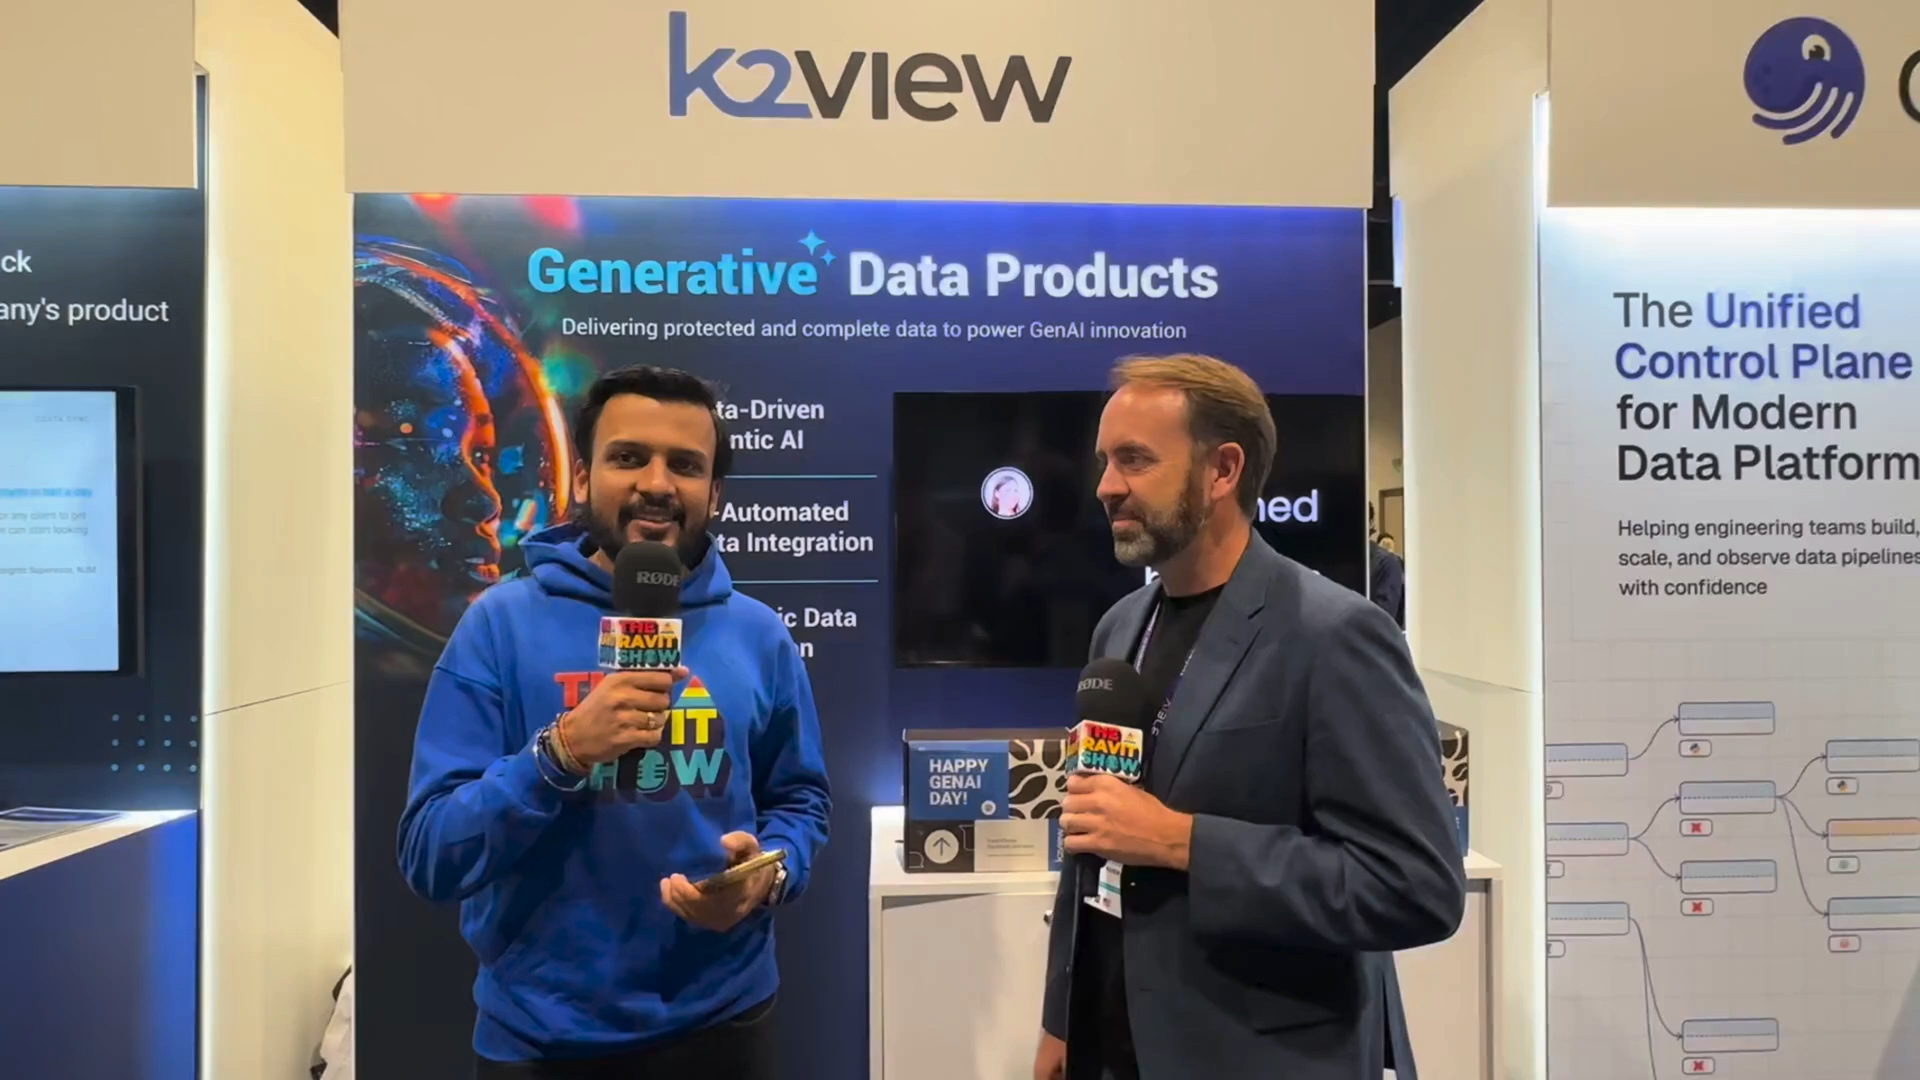 k2view
ck
any's product
Generative Data Products
Delivering protected and complete data to power GenAI innovation
ta-Driven
ntic AI
-Automated
ta Integration
ic Data
n
ned
RØDE
THE
RAVIT
SHOW
RØDE
THE
RAVIT
SHOW
HAPPY
GENAI
DAY!
k2view
The Unified
Control Plane
for Modern
Data Platform
Helping engineering teams build,
scale, and observe data pipelines
with confidence